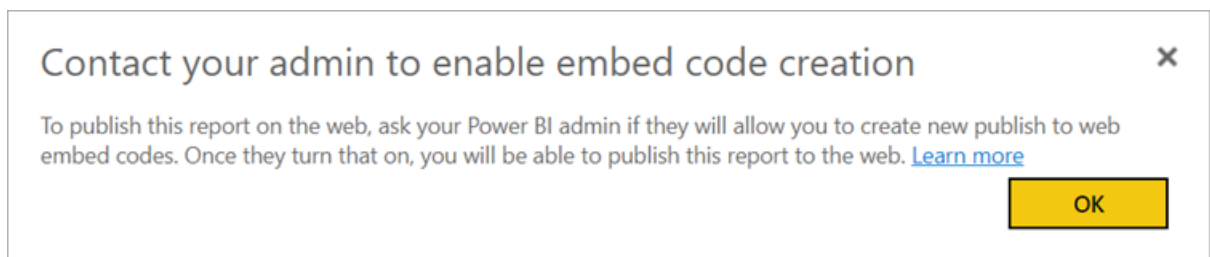 Contact your admin to enable embed code creation
To publish this report on the web, ask your Power BI admin if they will allow you to create new publish to web
embed codes. Once they turn that on, you will be able to publish this report to the web. Learn more
OK